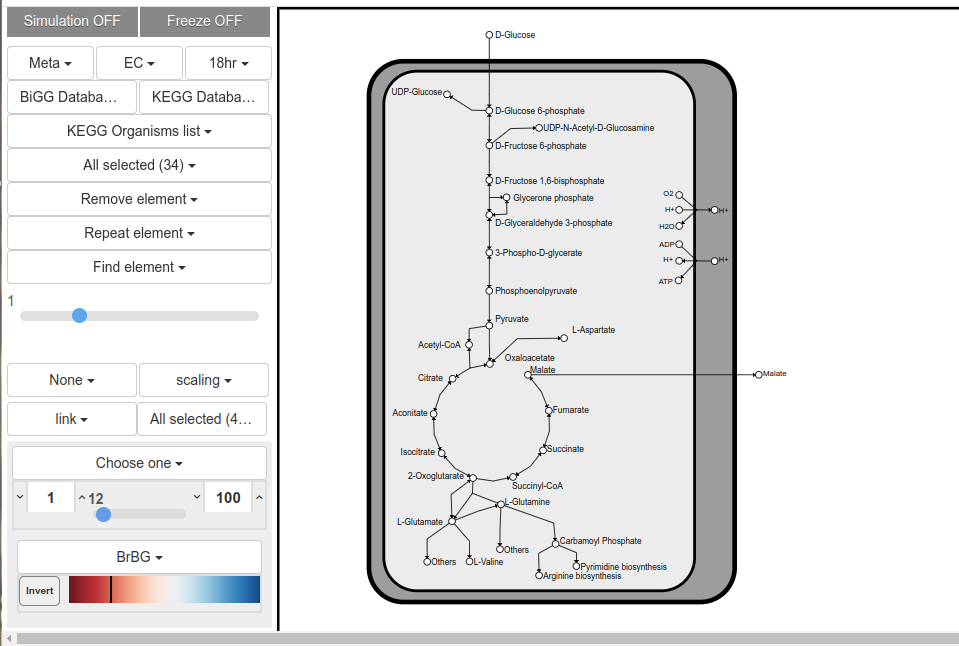 Simulation OFF
Freeze OFF
Meta
EC
18hr
BiGG Databa...
KEGG Databa...
KEGG Organisms list
All selected (34)
Remove element
Repeat element
Find element
1
None
scaling
link
All selected (4...
Choose one
1
12
100
BrBG
Invert
D-Glucose
UDP-Glucose
D-Glucose 6-phosphate
UDP-N-Acetyl-D-Glucosamine
D-Fructose 6-phosphate
D-Fructose 1,6-bisphosphate
Glycerone phosphate
D-Glyceraldehyde 3-phosphate
3-Phospho-D-glycerate
Phosphoenolpyruvate
Pyruvate
L-Aspartate
Acetyl-CoA
Oxaloacetate
Malate
Citrate
Malate
Aconitate
Fumarate
Isocitrate
Succinate
2-Oxoglutarate
Succinyl-CoA
L-Glutamine
L-Glutamate
Carbamoyl Phosphate
Others
Others
L-Valine
Pyrimidine biosynthesis
Arginine biosynthesis
O2
H+
H+
H2O
ADP
H+
H+
ATP